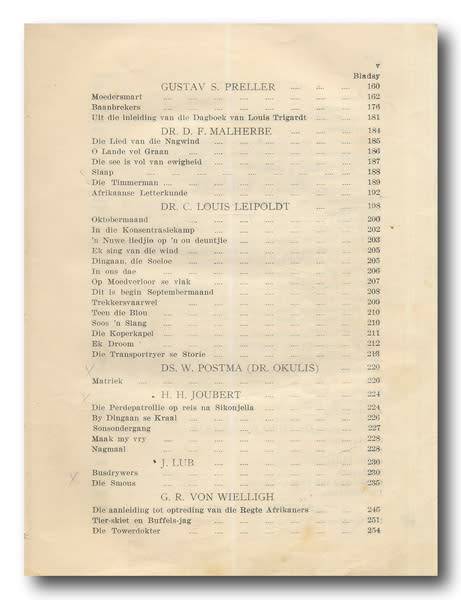 v
Bladsy
GUSTAV S. PRELLER .... .... .... 160
Moedersmart .... .... .... .... .... .... .... 162
Baanbrekers .... .... .... .... .... .... .... 176
Uit die inleiding van die Dagboek van Louis Trigardt .... .... 181
DR. D. F. MALHERBE .... .... .... 184
Die Lied van die Nagwind .... .... .... .... .... 185
O Lande vol Graan .... .... .... .... .... .... 186
Die see is vol van ewigheid .... .... .... .... .... 187
Slaap .... .... .... .... .... .... .... 188
Die Timmerman .... .... .... .... .... .... .... 189
Afrikaanse Letterkunde .... .... .... .... .... .... 192
DR. C. LOUIS LEIPOLDT .... .... 198
Oktobermaand .... .... .... .... .... .... .... 200
In die Konsentrasiekamp .... .... .... .... .... 202
'n Nuwe liedjie op 'n ou deuntjie .... .... .... .... 203
Ek sing van die wind .... .... .... .... .... .... 205
Dingaan, die Soeloe .... .... .... .... .... .... 205
In ons dae .... .... .... .... .... .... .... 206
Op Moedverloor se vlak .... .... .... .... .... 207
Dit is begin Septembermaand .... .... .... .... 208
Trekkersvaarwel .... .... .... .... .... .... 209
Teen die Blou .... .... .... .... .... .... .... 210
Soos 'n Slang .... .... .... .... .... .... .... 210
Die Koperkapel .... .... .... .... .... .... .... 211
Ek Droom .... .... .... .... .... .... .... 212
Die Transportryer se Storie .... .... .... .... .... 216
DS. W. POSTMA (DR. OKULIS) .... 220
Matriek .... .... .... .... .... .... .... 220
H. H. JOUBERT .... .... .... 224
Die Perdepatrollie op reis na Sikonjella .... .... .... 224
By Dingaan se Kraal .... .... .... .... .... .... 226
Sonsondergang .... .... .... .... .... .... .... 227
Maak my vry .... .... .... .... .... .... .... 228
Nagmaal .... .... .... .... .... .... .... 228
J. LUB .... .... .... .... 230
Busdrywers .... .... .... .... .... .... .... 230
Die Smous .... .... .... .... .... .... .... 235
G. R. VON WIELLIGH
Die aanleiding tot optreding van die Regte Afrikaners .... .... 246
Tier-skiet en Buffels-jag .... .... .... .... .... .... 251
Die Towerdokter .... .... .... .... .... .... .... 254